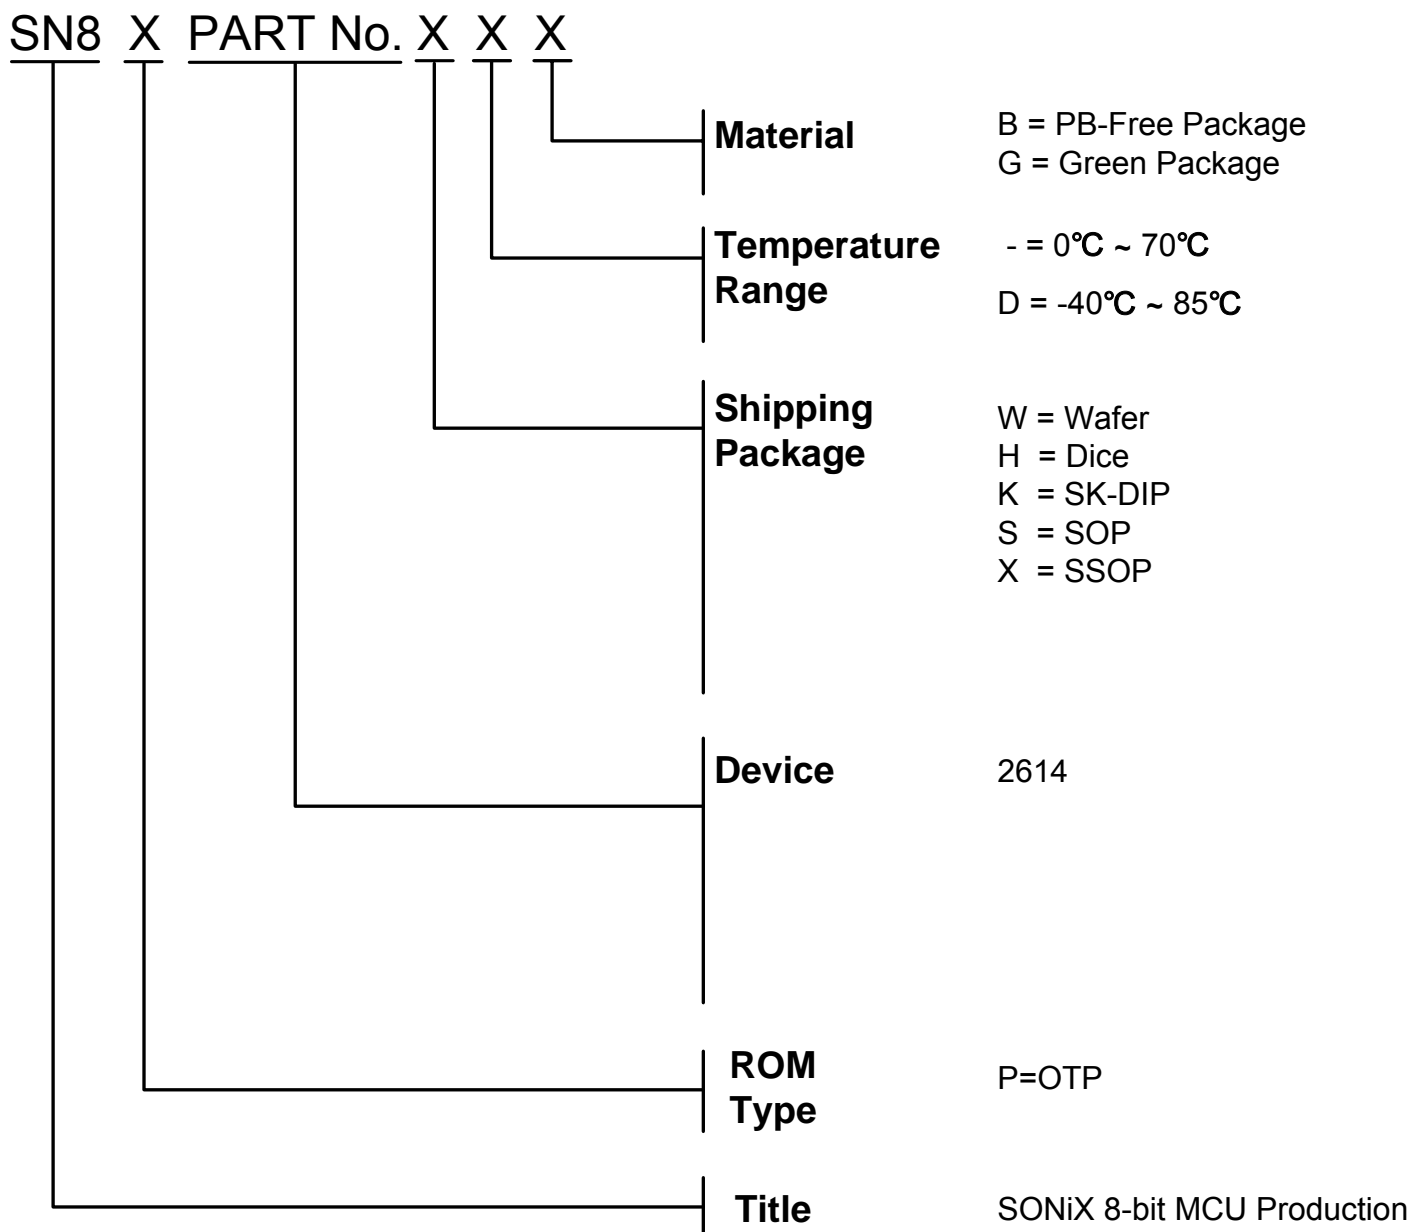 SN8 X PART No. X X X
Material
B = PB-Free Package
G = Green Package
Temperature
Range
- = 0℃ ~ 70℃
D = -40℃ ~ 85℃
Shipping
Package
W = Wafer
H = Dice
K = SK-DIP
S = SOP
X = SSOP
Device
2614
ROM
Type
P=OTP
Title
SONiX 8-bit MCU Production